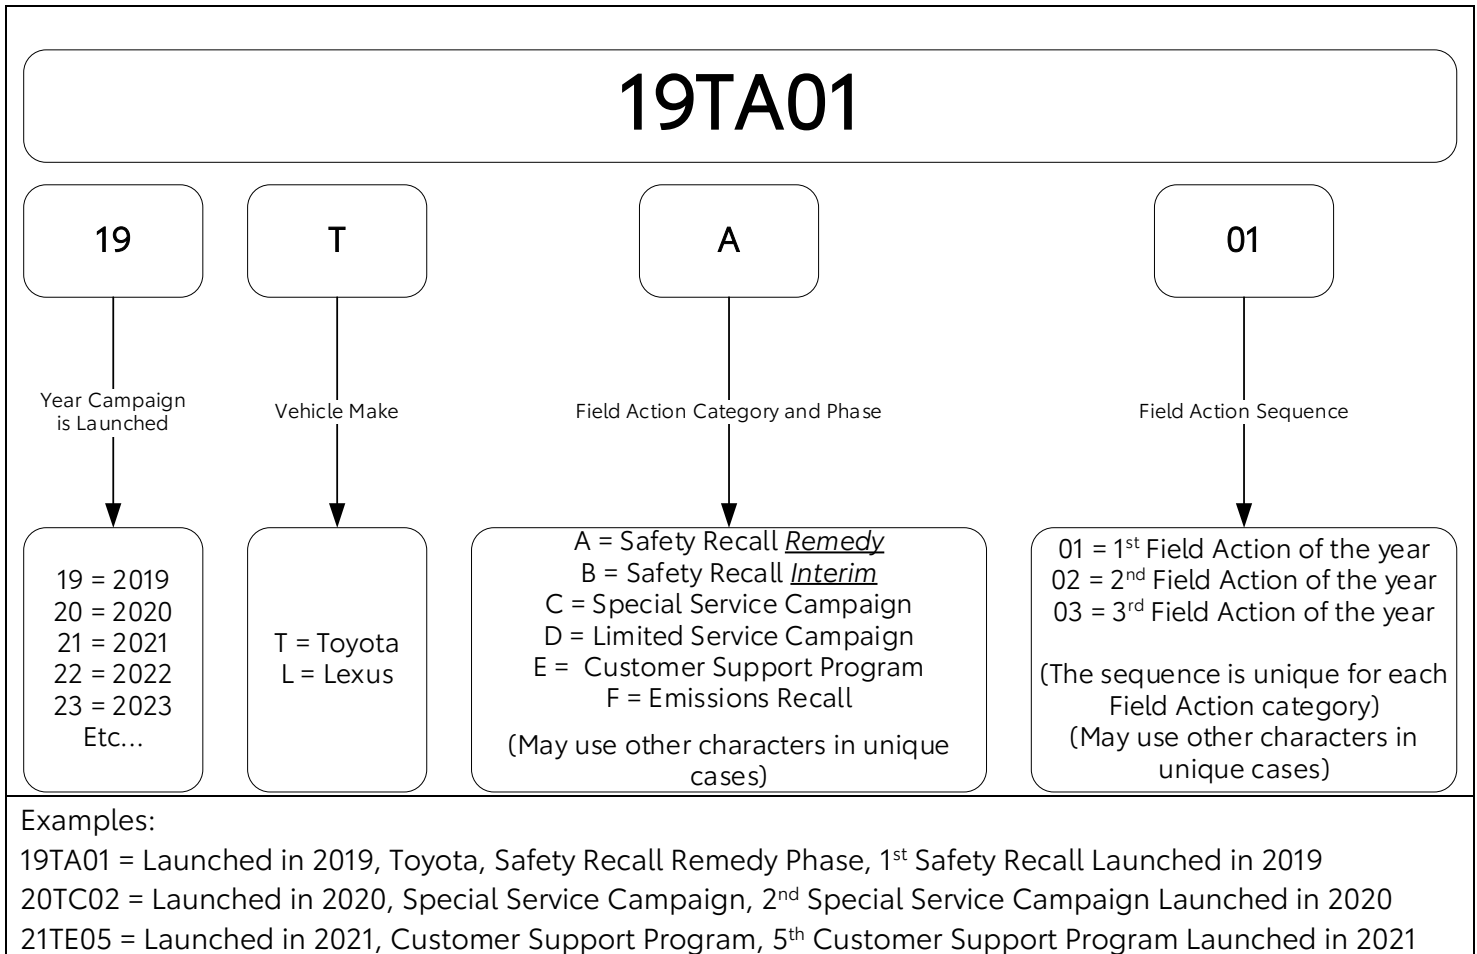 19TA01
19
T
A
01
Year Campaign
is Launched
Vehicle Make
Field Action Category and Phase
Field Action Sequence
19 = 2019
20 = 2020
21 = 2021
22 = 2022
23 = 2023
Etc...
T = Toyota
L = Lexus
A = Safety Recall Remedy
B = Safety Recall Interim
C = Special Service Campaign
D = Limited Service Campaign
E =  Customer Support Program
F = Emissions Recall
(May use other characters in unique
cases)
01 = 1st Field Action of the year
02 = 2nd Field Action of the year
03 = 3rd Field Action of the year
(The sequence is unique for each
Field Action category)
(May use other characters in
unique cases)
Examples:
19TA01 = Launched in 2019, Toyota, Safety Recall Remedy Phase, 1st Safety Recall Launched in 2019
20TC02 = Launched in 2020, Special Service Campaign, 2nd Special Service Campaign Launched in 2020
21TE05 = Launched in 2021, Customer Support Program, 5th Customer Support Program Launched in 2021